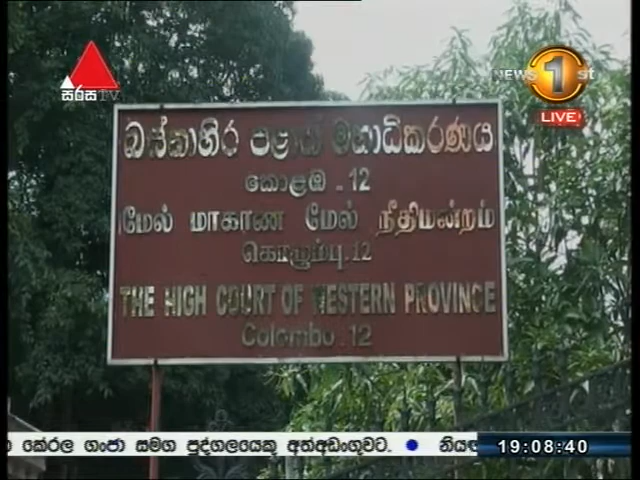 සිරස TV
NEWS 1st
LIVE
බස්නාහිර පළාත් මහාධිකරණය
කොළඹ - 12
மேல் மாகாண மேல் நீதிமன்றம்
கொழும்பு.12
THE HIGH COURT OF WESTERN PROVINCE
Colombo - 12
කේරල ගංජා සමග පුද්ගලයෙකු අත්අඩංගුවට.
19:08:40